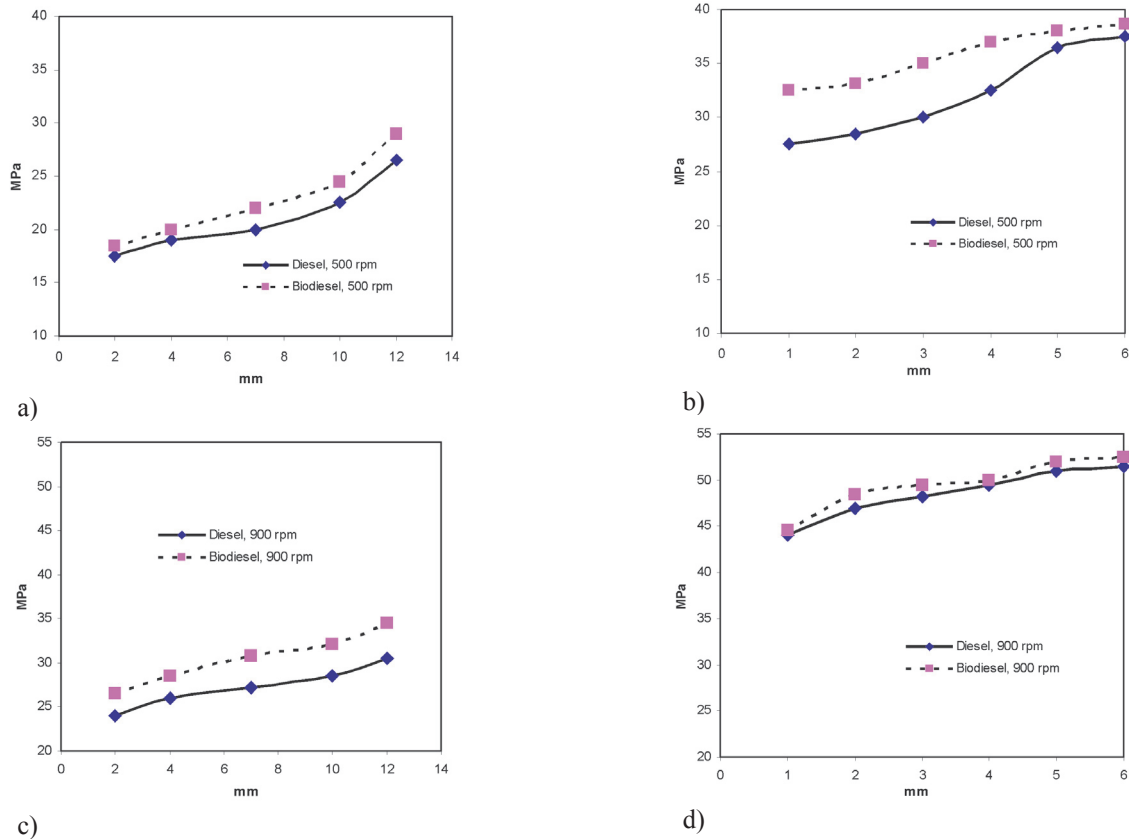 40
35
30
25
20
15
10
MPa
0 2 4 6 8 10 12 14
mm
Diesel, 500 rpm
Biodiesel, 500 rpm
a)
40
35
30
25
20
15
10
MPa
0 1 2 3 4 5 6
mm
Diesel, 500 rpm
Biodiesel, 500 rpm
b)
55
50
45
40
35
30
25
20
MPa
0 2 4 6 8 10 12 14
mm
Diesel, 900 rpm
Biodiesel, 900 rpm
c)
55
50
45
40
35
30
25
20
MPa
0 1 2 3 4 5 6
mm
Diesel, 900 rpm
Biodiesel, 900 rpm
d)